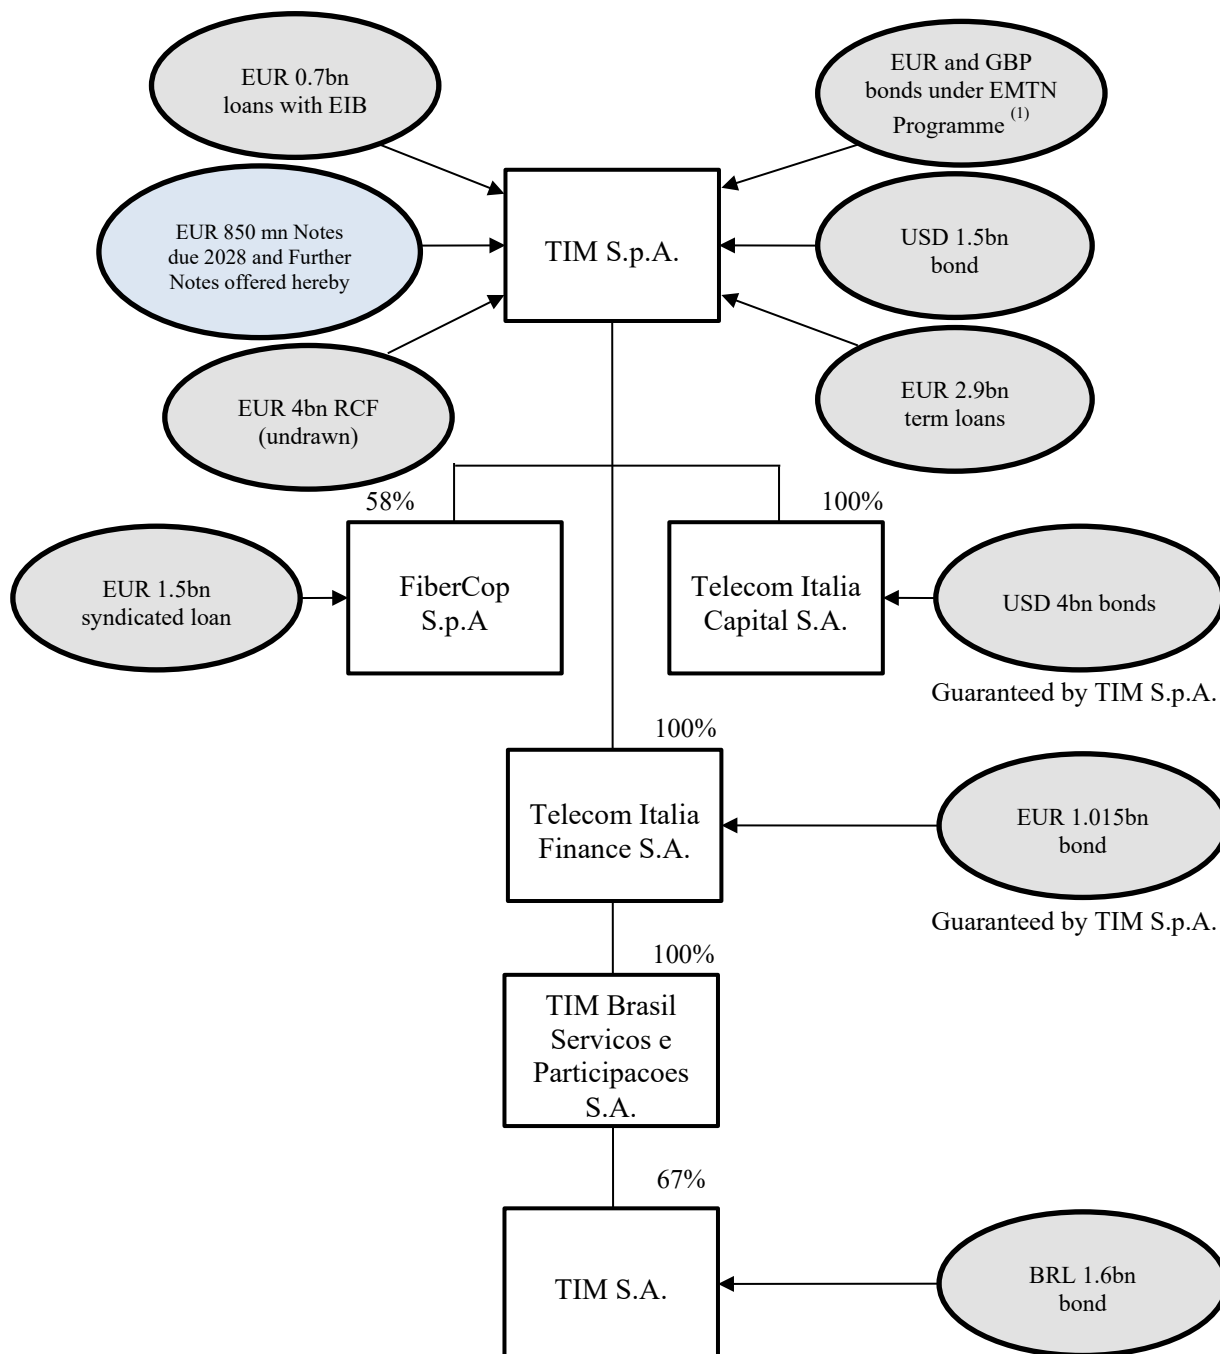 EUR 0.7bn
loans with EIB
EUR and GBP
bonds under EMTN
Programme (1)
EUR 850 mn Notes
due 2028 and Further
Notes offered hereby
TIM S.p.A.
USD 1.5bn
bond
EUR 4bn RCF
(undrawn)
EUR 2.9bn
term loans
58%
100%
EUR 1.5bn
syndicated loan
FiberCop
S.p.A
Telecom Italia
Capital S.A.
USD 4bn bonds
Guaranteed by TIM S.p.A.
100%
Telecom Italia
Finance S.A.
EUR 1.015bn
bond
Guaranteed by TIM S.p.A.
100%
TIM Brasil
Servicos e
Participacoes
S.A.
67%
TIM S.A.
BRL 1.6bn
bond